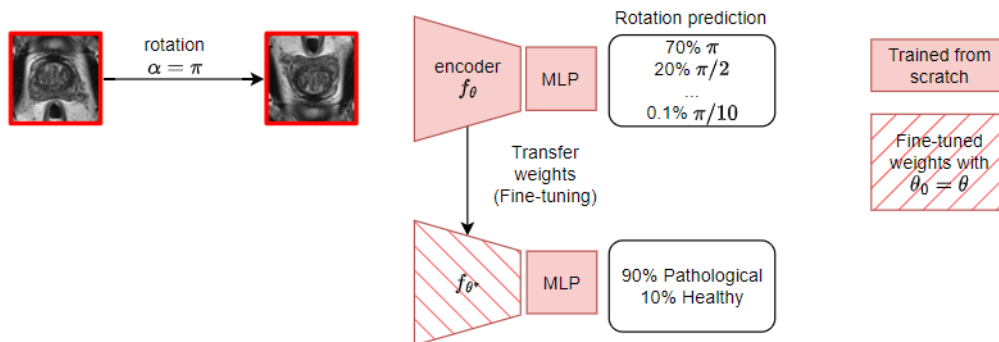 rotation
α = π
encoder
f_θ
MLP
Rotation prediction
70% π
20% π/2
...
0.1% π/10
Trained from
scratch
Transfer
weights
(Fine-tuning)
Fine-tuned
weights with
θ₀ = θ
f_θ*
MLP
90% Pathological
10% Healthy